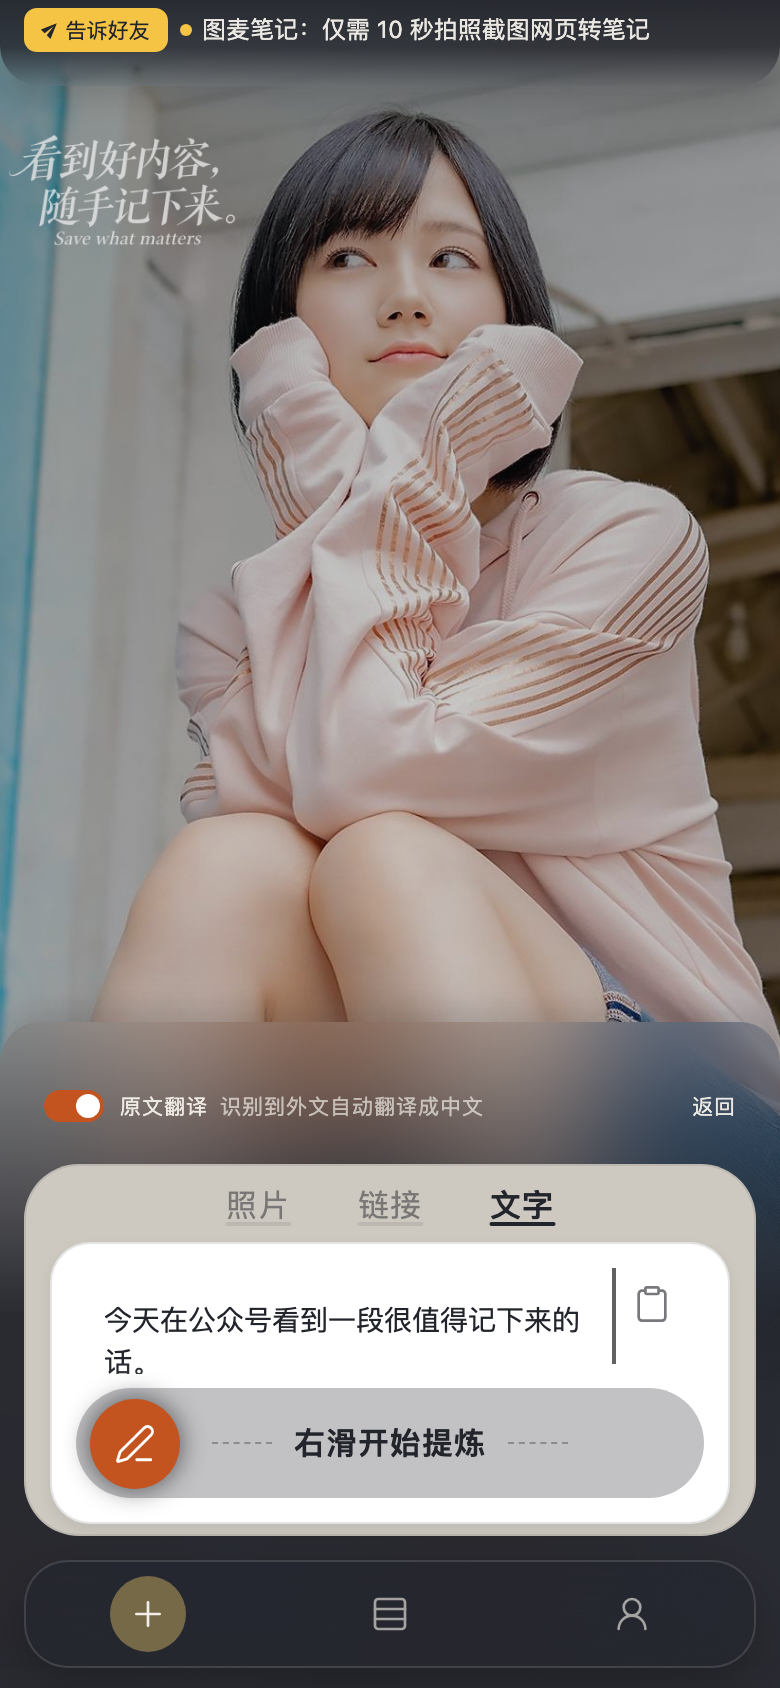 告诉好友
图麦笔记：仅需 10 秒拍照截图网页转笔记
看到好内容，
随手记下来。
Save what matters
原文翻译 识别到外文自动翻译成中文
返回
照片 链接 文字
今天在公众号看到一段很值得记下来的
话。
右滑开始提炼